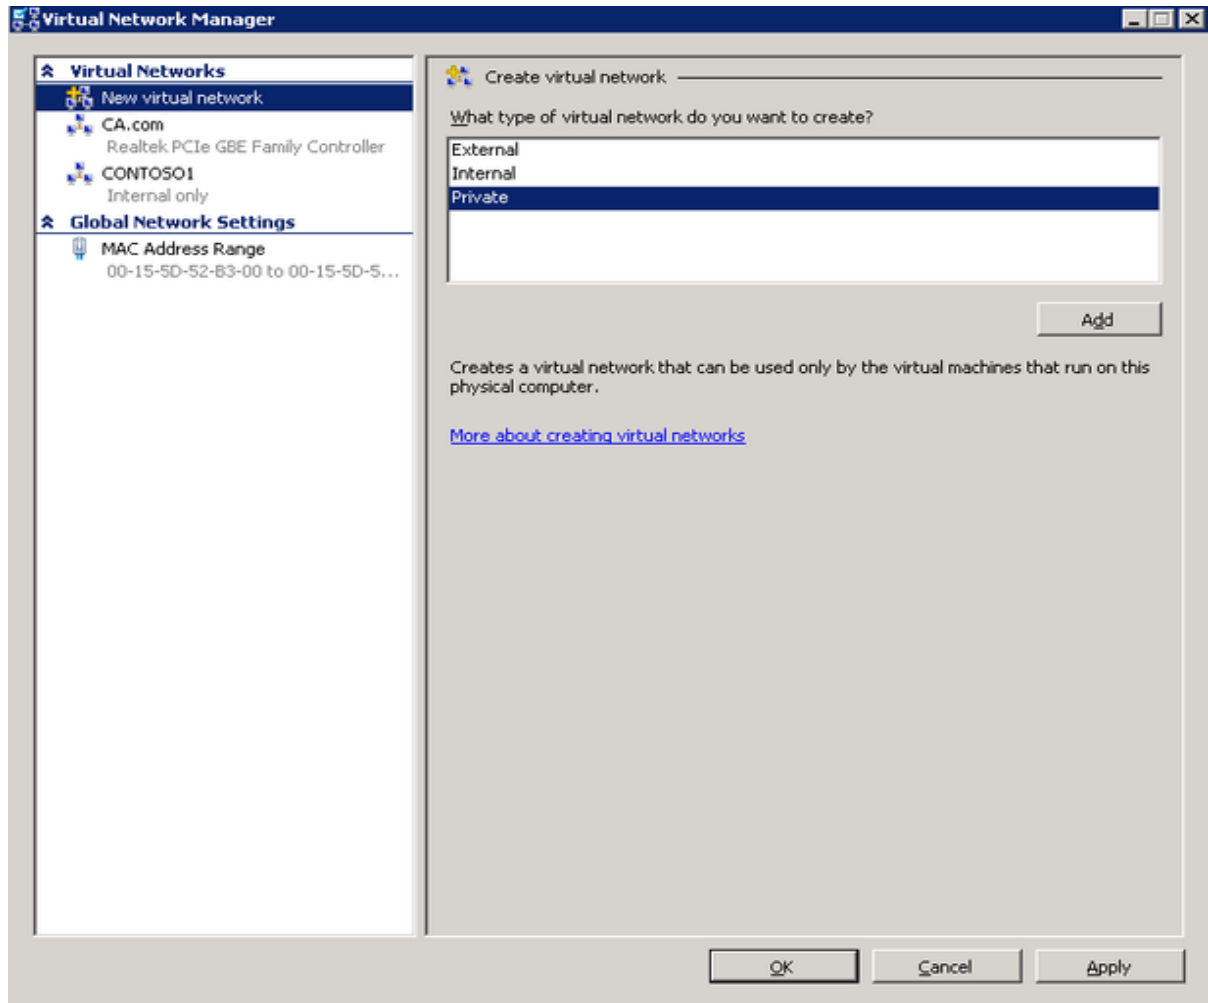 Virtual Network Manager
Virtual Networks
New virtual network
CA.com
Realtek PCIe GBE Family Controller
CONTOSO1
Internal only
Global Network Settings
MAC Address Range
00-15-5D-52-B3-00 to 00-15-5D-5...
Create virtual network
What type of virtual network do you want to create?
External
Internal
Private
Add
Creates a virtual network that can be used only by the virtual machines that run on this
physical computer.
More about creating virtual networks
OK
Cancel
Apply